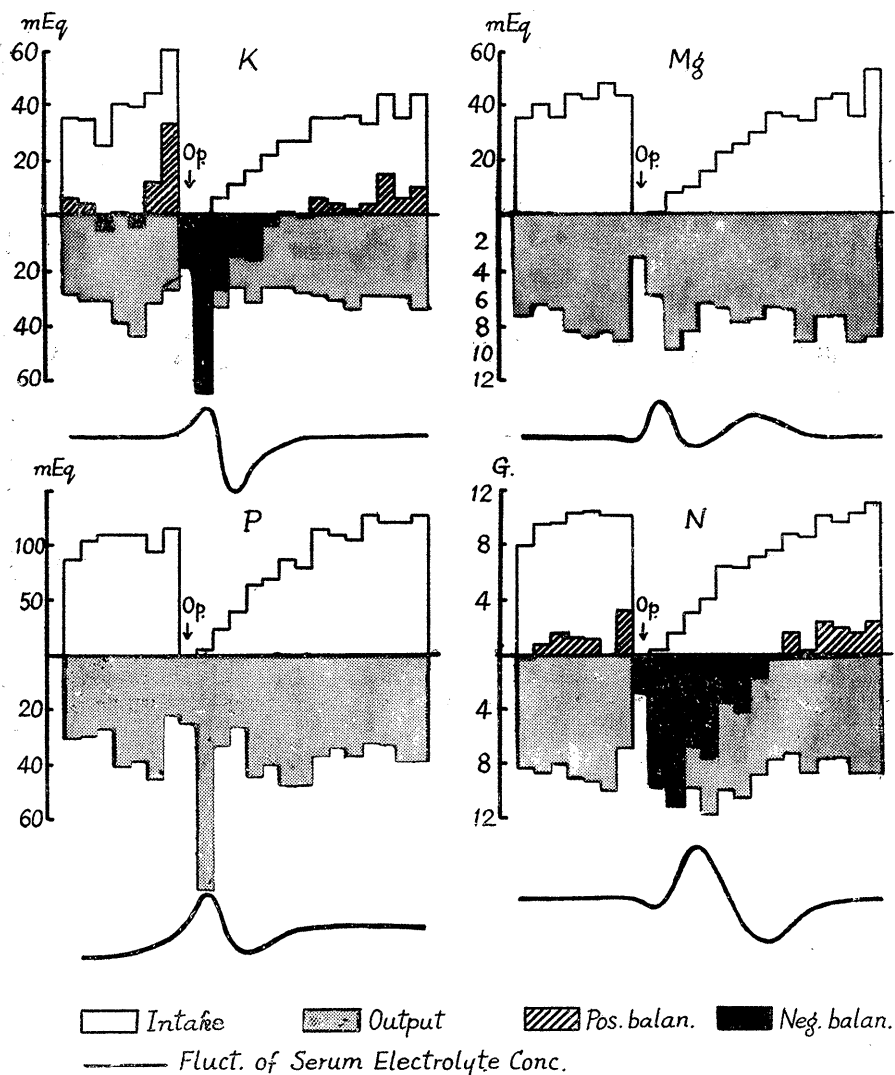 mEq
K
60
40
20
Op.
20
40
60
mEq
Mg
60
40
20
Op.
2
4
6
8
10
12
mEq
P
100
50
Op.
20
40
60
G.
N
12
8
4
Op.
4
8
12
Intake
Output
Pos. balan.
Neg. balan.
Fluct. of Serum Electrolyte Conc.